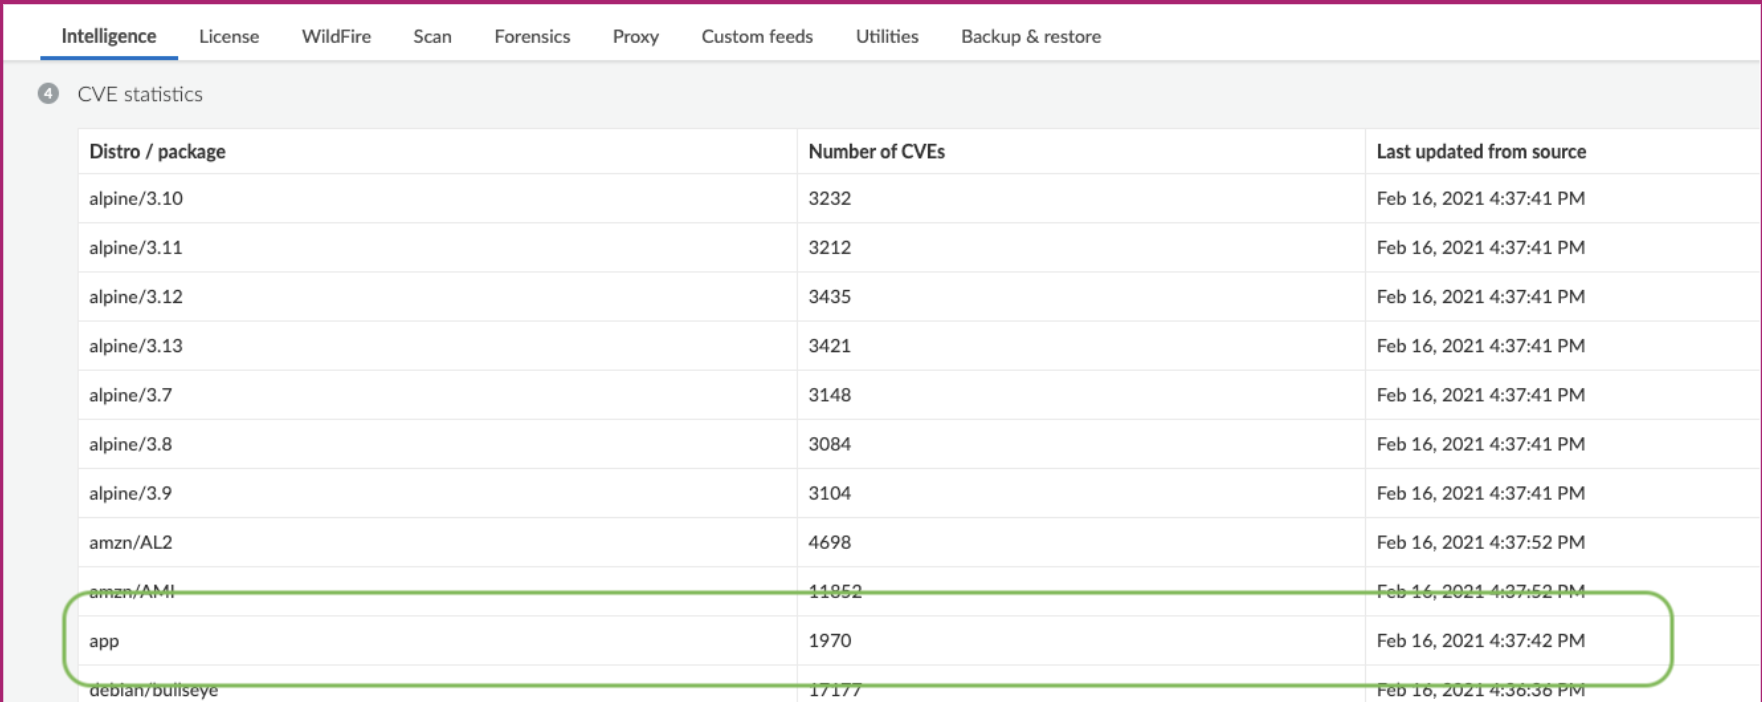 Intelligence License WildFire Scan Forensics Proxy Custom feeds Utilities Backup & restore
4 CVE statistics
Distro / package Number of CVEs Last updated from source
alpine/3.10 3232 Feb 16, 2021 4:37:41 PM
alpine/3.11 3212 Feb 16, 2021 4:37:41 PM
alpine/3.12 3435 Feb 16, 2021 4:37:41 PM
alpine/3.13 3421 Feb 16, 2021 4:37:41 PM
alpine/3.7 3148 Feb 16, 2021 4:37:41 PM
alpine/3.8 3084 Feb 16, 2021 4:37:41 PM
alpine/3.9 3104 Feb 16, 2021 4:37:41 PM
amzn/AL2 4698 Feb 16, 2021 4:37:52 PM
amzn/AMI 11852 Feb 16, 2021 4:37:52 PM
app 1970 Feb 16, 2021 4:37:42 PM
debian/bullseye 17177 Feb 16, 2021 4:36:36 PM